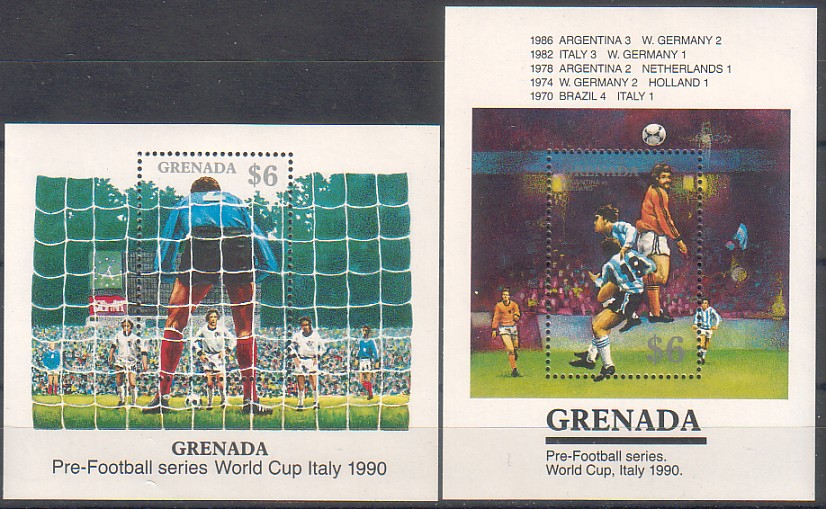 GRENADA
$6
GRENADA
Pre-Football series World Cup Italy 1990
1986 ARGENTINA 3 W. GERMANY 2
1982 ITALY 3 W. GERMANY 1
1978 ARGENTINA 2 NETHERLANDS 1
1974 W. GERMANY 2 HOLLAND 1
1970 BRAZIL 4 ITALY 1
GRENADA
14
$6
GRENADA
Pre-Football series.
World Cup, Italy 1990.